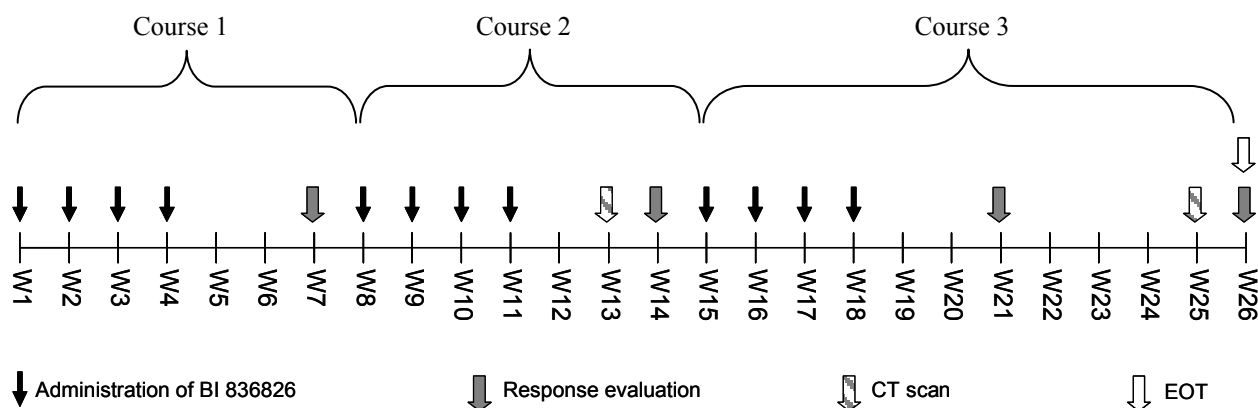 Course 1 Course 2 Course 3
W1 W2 W3 W4 W5 W6 W7 W8 W9 W10 W11 W12 W13 W14 W15 W16 W17 W18 W19 W20 W21 W22 W23 W24 W25 W26
Administration of BI 836826 Response evaluation CT scan EOT